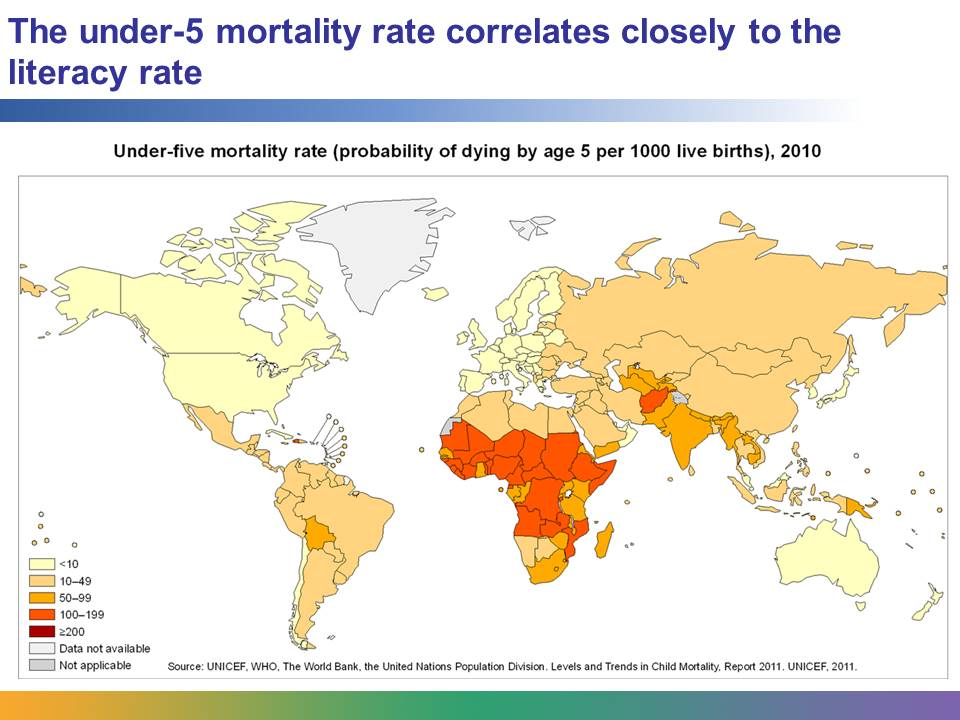 The under-5 mortality rate correlates closely to the
literacy rate
Under-five mortality rate (probability of dying by age 5 per 1000 live births), 2010
<10
10–49
50–99
100–199
≥200
Data not available
Not applicable
Source: UNICEF, WHO, The World Bank, the United Nations Population Division. Levels and Trends in Child Mortality, Report 2011. UNICEF, 2011.